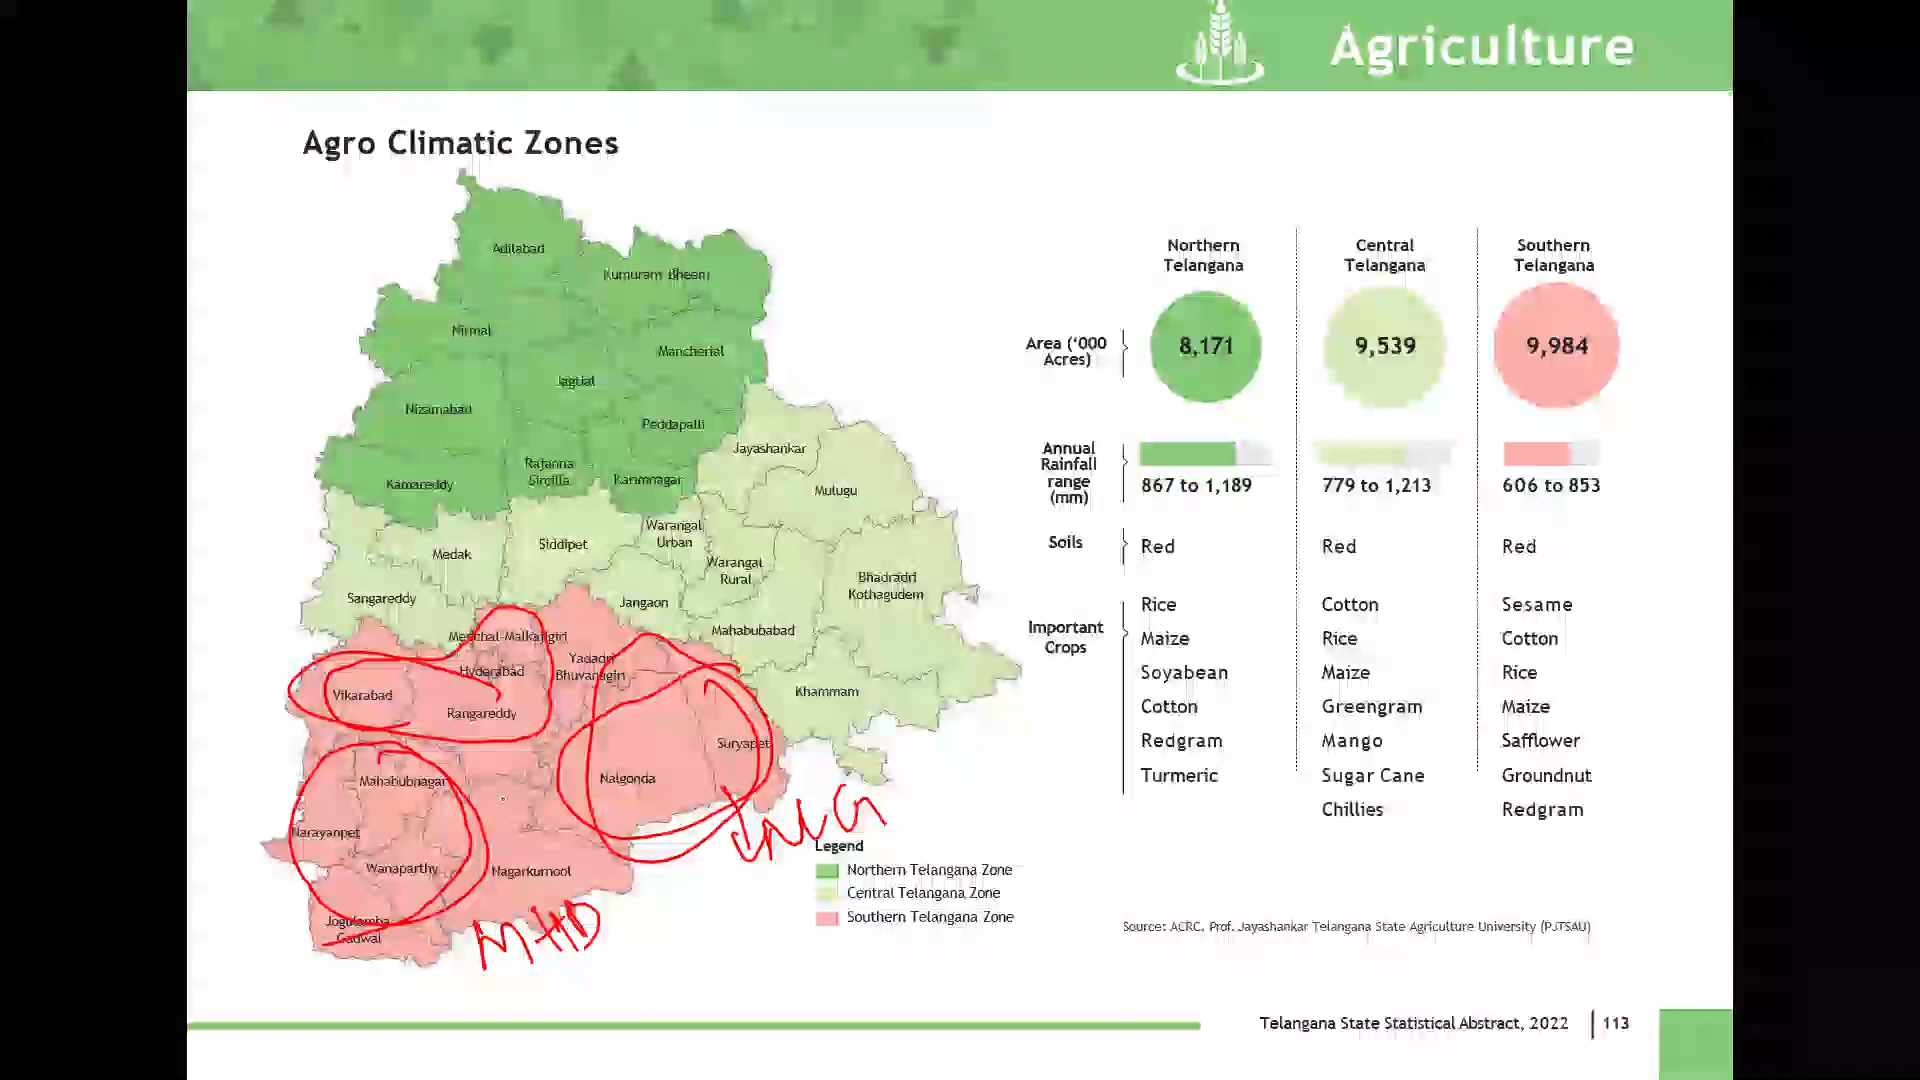 Agriculture
Agro Climatic Zones
Adilabad
Kumuram Bheem
Nirmal
Mancherial
Jagtial
Nizamabad
Peddapalli
Rajanna
Sircilla
Karimnagar
Kamareddy
Jayashankar
Mulugu
Warangal
Urban
Siddipet
Medak
Warangal
Rural
Bhadradri
Kothagudem
Sangareddy
Jangaon
Mahabubabad
Medchal-Malkajgiri
Hyderabad
Yadadri
Bhuvanagiri
Vikarabad
Rangareddy
Khammam
Suryapet
Nalgonda
Mahabubnagar
Narayanpet
Wanaparthy
Nagarkurnool
Jogulamba
Gadwal
MHD
Legend
Northern Telangana Zone
Central Telangana Zone
Southern Telangana Zone
Northern Telangana
Central Telangana
Southern Telangana
Area ('000 Acres)
8,171
9,539
9,984
Annual Rainfall range (mm)
867 to 1,189
779 to 1,213
606 to 853
Soils
Red
Red
Red
Important Crops
Rice
Maize
Soyabean
Cotton
Redgram
Turmeric
Cotton
Rice
Maize
Greengram
Mango
Sugar Cane
Chillies
Sesame
Cotton
Rice
Maize
Safflower
Groundnut
Redgram
Source: ACRC, Prof. Jayashankar Telangana State Agriculture University (PJTSAU)
Telangana State Statistical Abstract, 2022 | 113